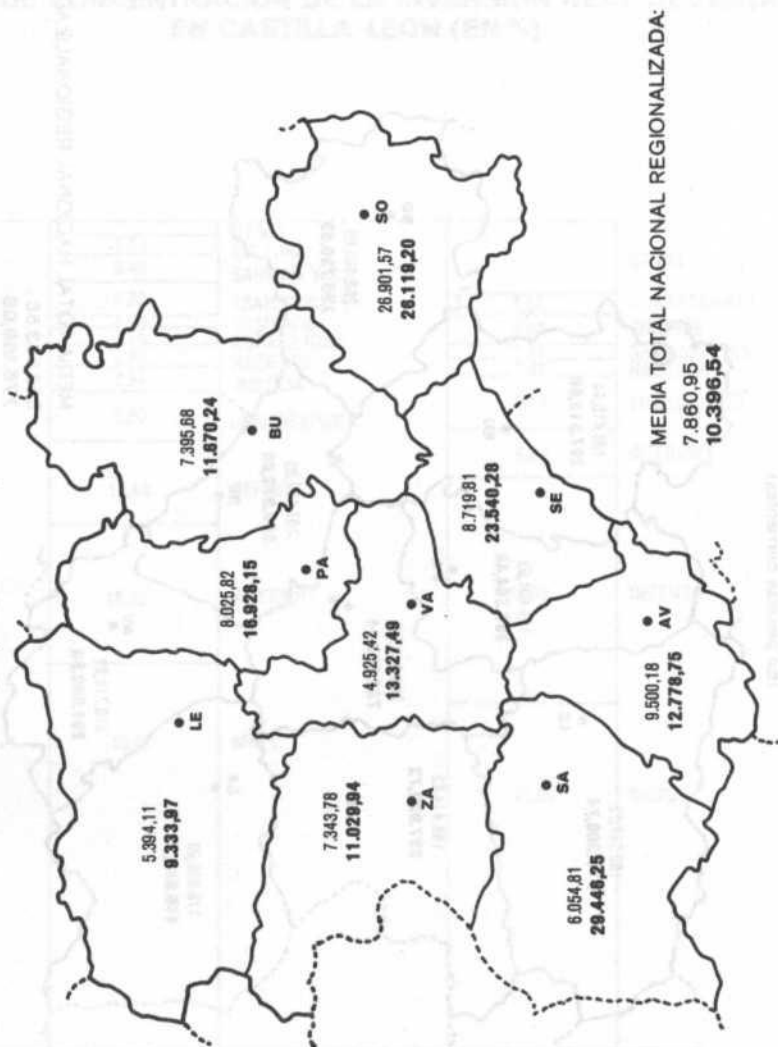 5.394,11
9.333,97
LE
8.025,82
16.928,15
PA
7.395,68
11.670,24
BU
7.343,78
11.029,94
ZA
4.925,42
13.327,49
VA
26.901,57
26.119,20
SO
6.054,81
29.446,25
SA
9.500,18
12.778,75
AV
8.719,81
23.540,28
SE
MEDIA TOTAL NACIONAL REGIONALIZADA:
7.860,95
10.396,54